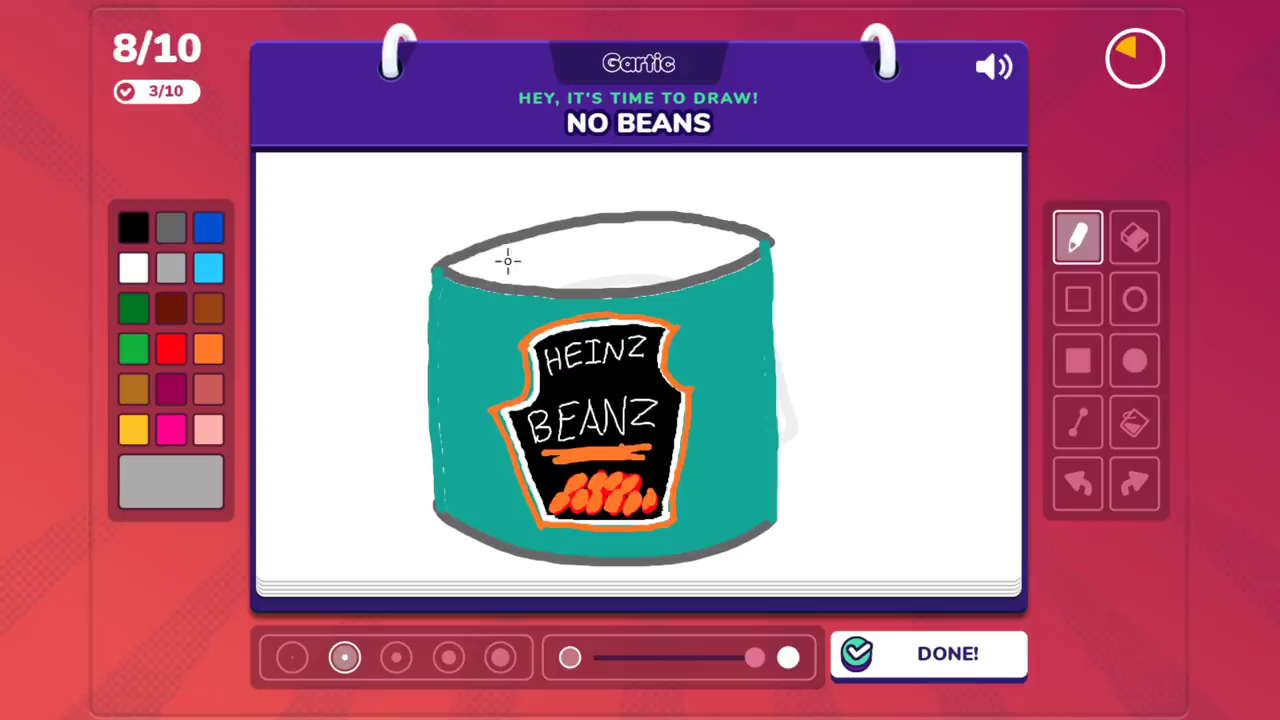 8/10
3/10
Gartic
HEY, IT'S TIME TO DRAW!
NO BEANS
HEINZ
BEANZ
DONE!